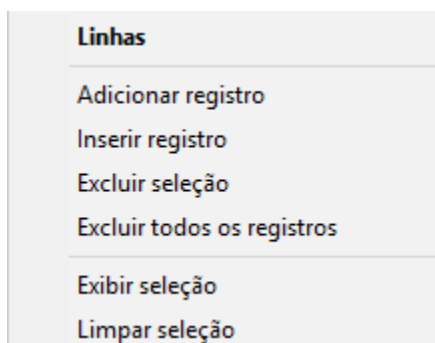 Linhas
Adicionar registro
Inserir registro
Excluir seleção
Excluir todos os registros
Exibir seleção
Limpar seleção